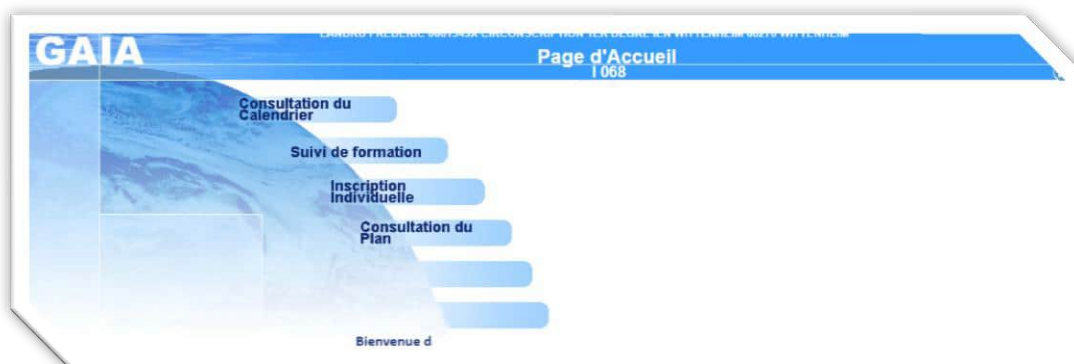 GAIA
Page d'Accueil
I 068
Consultation du
Calendrier
Suivi de formation
Inscription
Individuelle
Consultation du
Plan
Bienvenue d